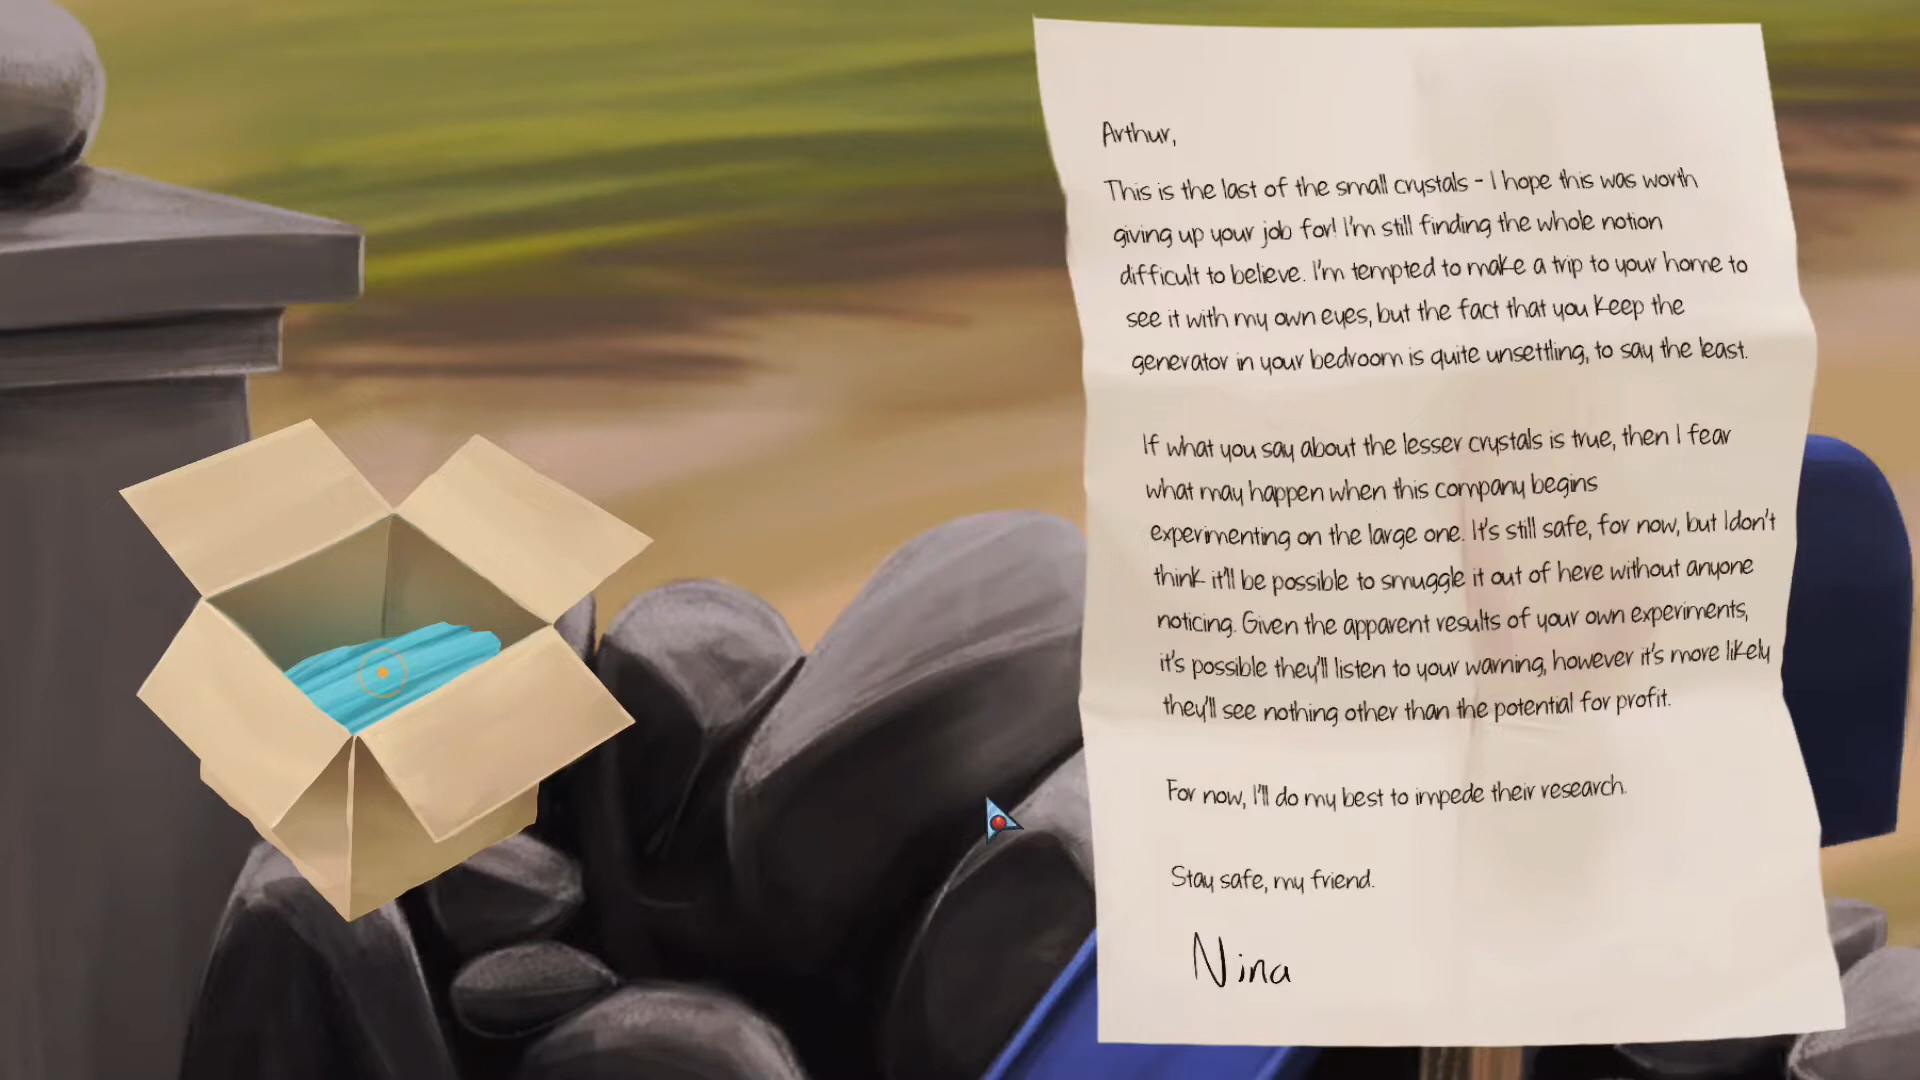 Arthur,
This is the last of the small crystals - I hope this was worth
giving up your job for! I'm still finding the whole notion
difficult to believe. I'm tempted to make a trip to your home to
see it with my own eyes, but the fact that you keep the
generator in your bedroom is quite unsettling, to say the least.
If what you say about the lesser crystals is true, then I fear
what may happen when this company begins
experimenting on the large one. It's still safe, for now, but I don't
think it'll be possible to smuggle it out of here without anyone
noticing. Given the apparent results of your own experiments,
it's possible they'll listen to your warning, however it's more likely
they'll see nothing other than the potential for profit.
For now, I'll do my best to impede their research.
Stay safe, my friend.
Nina